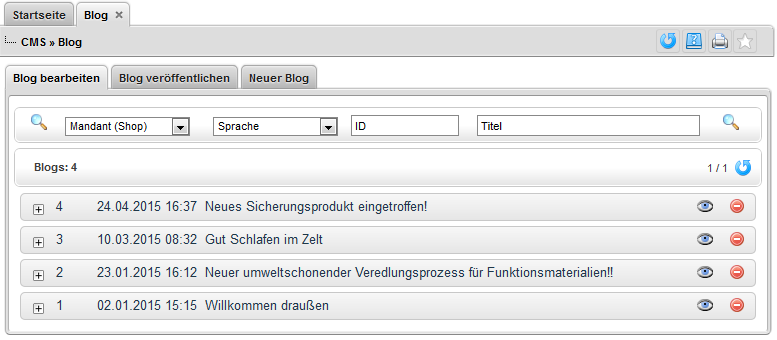 Startseite Blog
CMS » Blog
Blog bearbeiten Blog veröffentlichen Neuer Blog
Mandant (Shop) Sprache ID Titel
Blogs: 4 1 / 1
4 24.04.2015 16:37 Neues Sicherungsprodukt eingetroffen!
3 10.03.2015 08:32 Gut Schlafen im Zelt
2 23.01.2015 16:12 Neuer umweltschonender Veredlungsprozess für Funktionsmaterialien!!
1 02.01.2015 15:15 Willkommen draußen